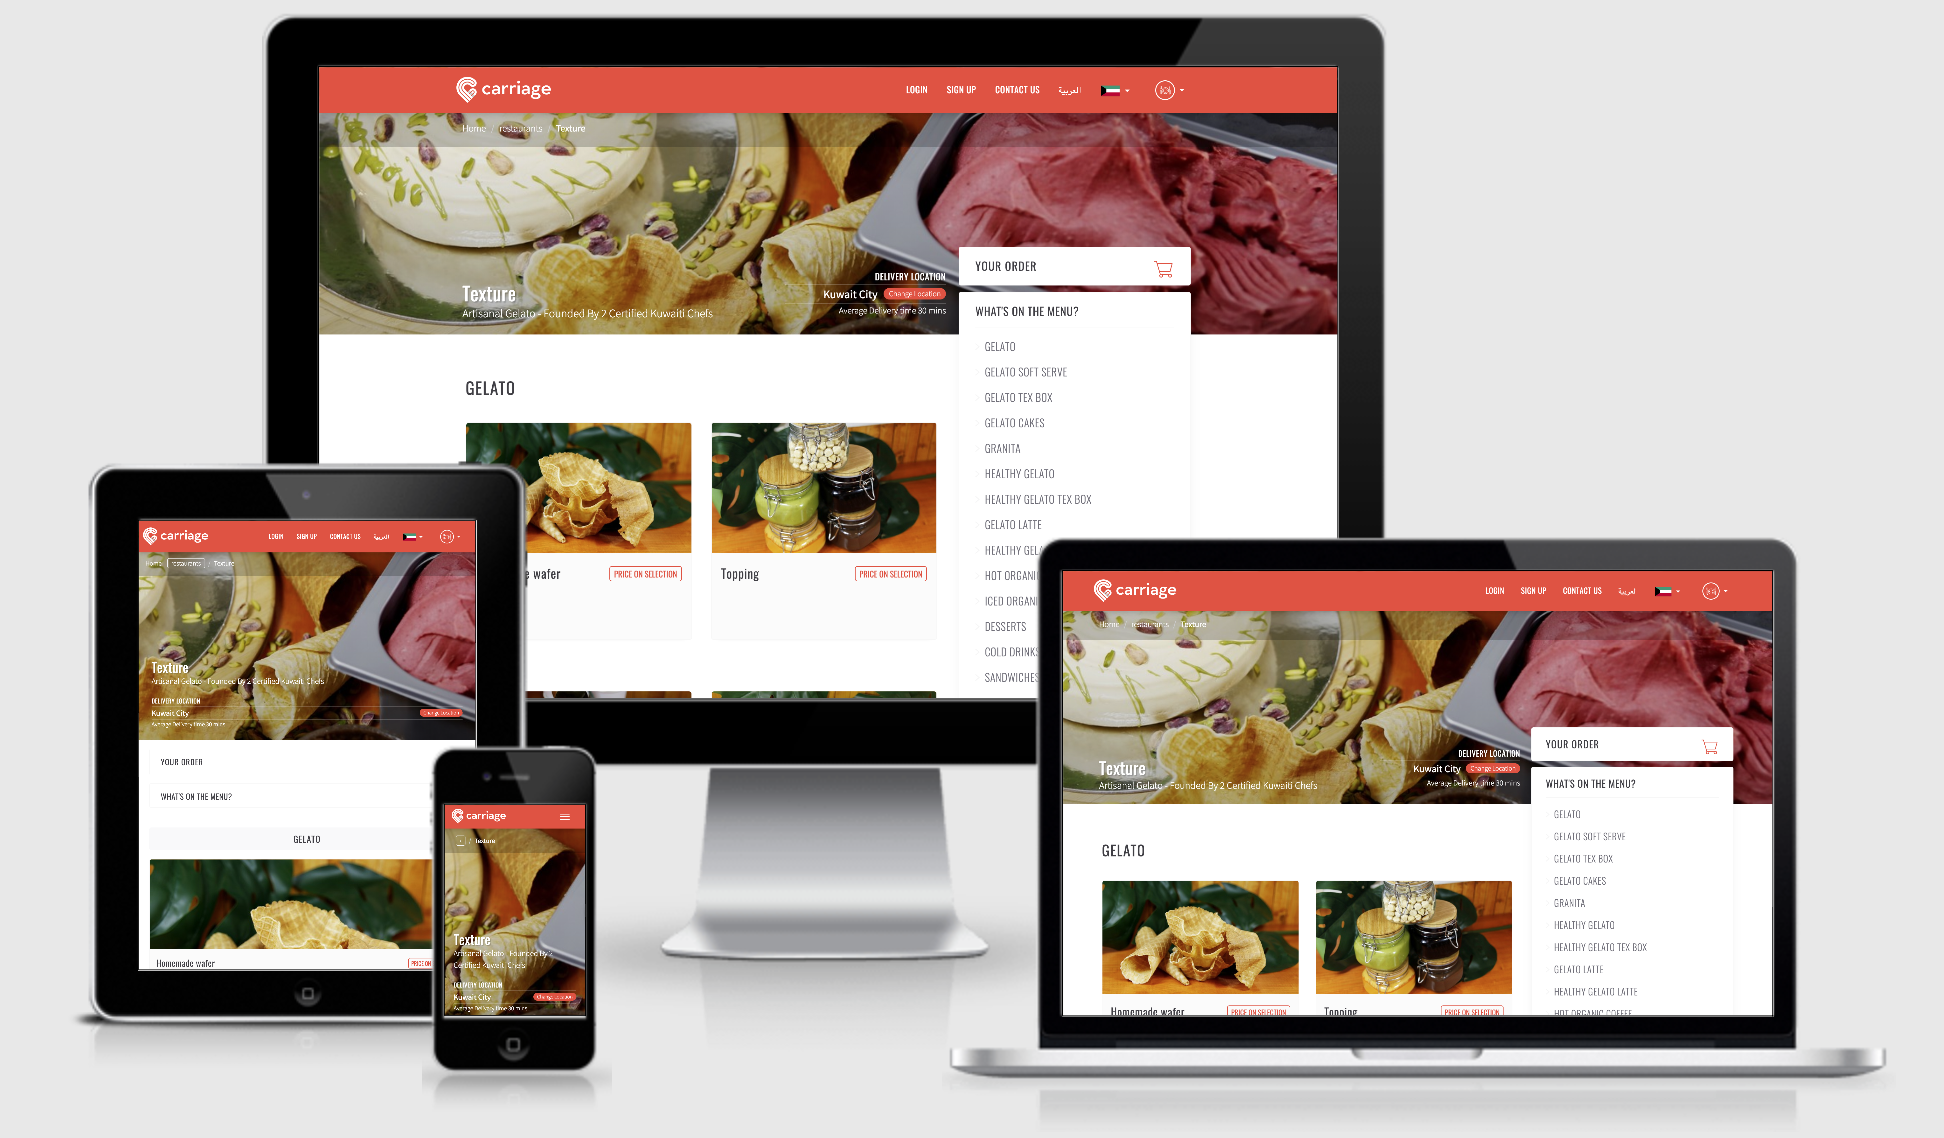 carriage
LOGIN SIGN UP CONTACT US العربية
Home / restaurants / Texture
DELIVERY LOCATION
Kuwait City Change Location
Average Delivery time 30 mins
Texture
Artisanal Gelato - Founded By 2 Certified Kuwaiti Chefs
YOUR ORDER
WHAT'S ON THE MENU?
GELATO
GELATO SOFT SERVE
GELATO TEX BOX
GELATO CAKES
GRANITA
HEALTHY GELATO
HEALTHY GELATO TEX BOX
GELATO LATTE
HEALTHY GELA
HOT ORGANI
ICED ORGANI
DESSERTS
COLD DRINKS
SANDWICHES
GELATO
wafer PRICE ON SELECTION
Topping PRICE ON SELECTION
carriage
LOGIN SIGN UP CONTACT US العربية
Home / restaurants / Texture
Texture
Artisanal Gelato - Founded By 2 Certified Kuwaiti Chefs
DELIVERY LOCATION
Kuwait City Change Location
Average Delivery time 30 mins
YOUR ORDER
WHAT'S ON THE MENU?
GELATO
Homemade wafer PRICE ON
carriage
/ Texture
Texture
Artisanal Gelato - Founded By 2
Certified Kuwaiti Chefs
DELIVERY LOCATION
Kuwait City Change Location
Average Delivery time 30 mins
carriage
LOGIN SIGN UP CONTACT US العربية
Home / restaurants / Texture
DELIVERY LOCATION
Kuwait City Change Location
Average Delivery time 30 mins
Texture
Artisanal Gelato - Founded By 2 Certified Kuwaiti Chefs
YOUR ORDER
WHAT'S ON THE MENU?
GELATO
GELATO SOFT SERVE
GELATO TEX BOX
GELATO CAKES
GRANITA
HEALTHY GELATO
HEALTHY GELATO TEX BOX
GELATO LATTE
HEALTHY GELATO LATTE
HOT ORGANIC COFFEE
GELATO
Homemade wafer PRICE ON SELECTION
Topping PRICE ON SELECTION